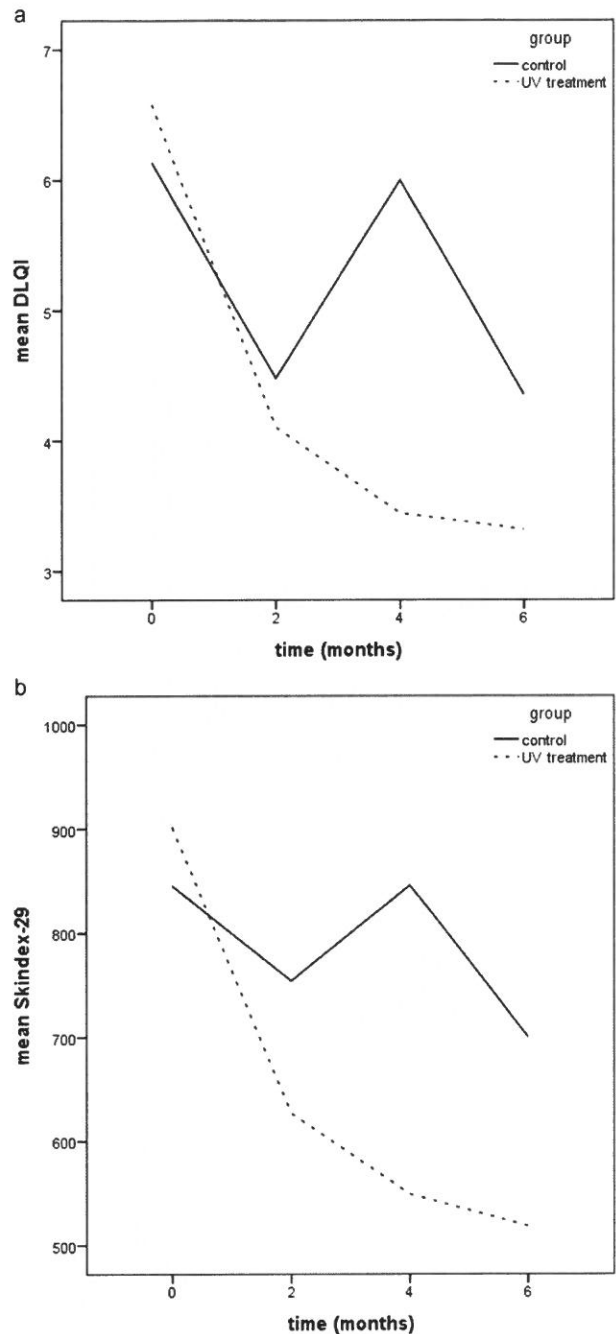 a
group
control
UV treatment
7
6
5
4
3
mean DLQI
0 2 4 6
time (months)
b
group
control
UV treatment
1000
900
800
700
600
500
mean Skindex-29
0 2 4 6
time (months)